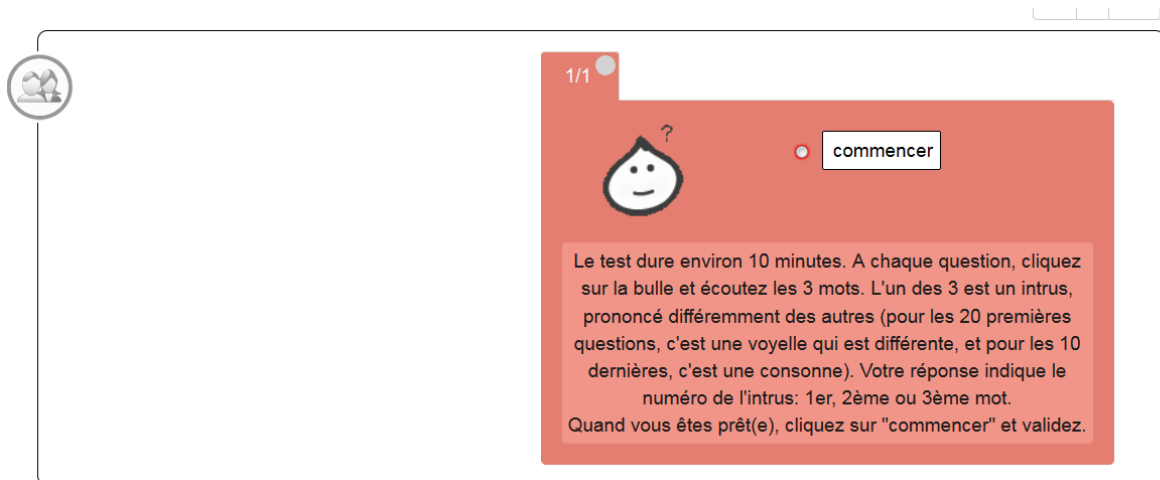 1/1
?
commencer
Le test dure environ 10 minutes. A chaque question, cliquez
sur la bulle et écoutez les 3 mots. L'un des 3 est un intrus,
prononcé différemment des autres (pour les 20 premières
questions, c'est une voyelle qui est différente, et pour les 10
dernières, c'est une consonne). Votre réponse indique le
numéro de l'intrus: 1er, 2ème ou 3ème mot.
Quand vous êtes prêt(e), cliquez sur "commencer" et validez.